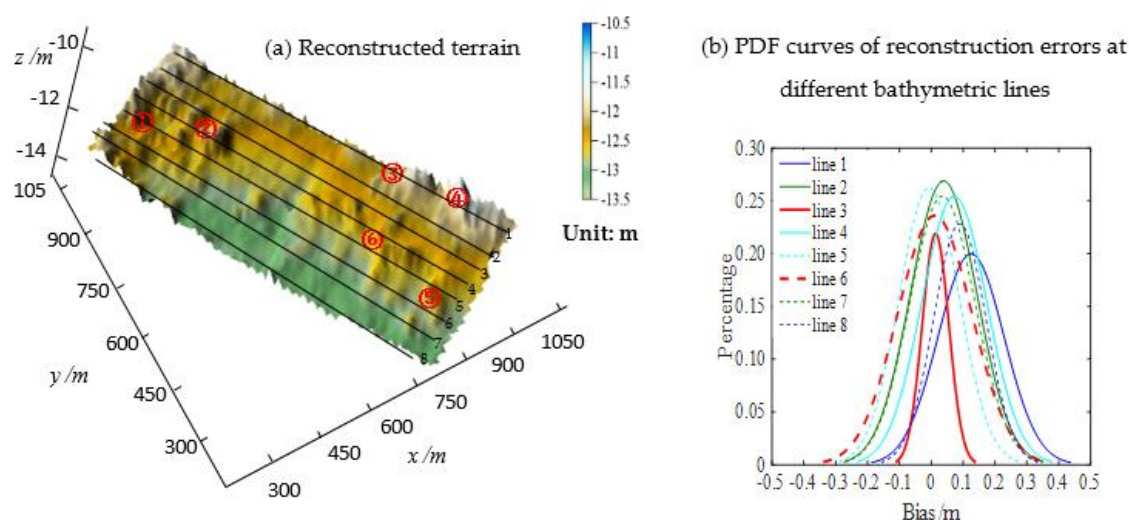 (a) Reconstructed terrain
z /m
-10
-12
-14
105
900
750
600
450
300
y /m
300
450
600
750
900
1050
x /m
①
②
③
④
⑥
⑤
1
2
3
4
5
6
7
8
-10.5
-11
-11.5
-12
-12.5
-13
-13.5
Unit: m
(b) PDF curves of reconstruction errors at
different bathymetric lines
Percentage
0.30
0.25
0.20
0.15
0.10
0.05
0
line 1
line 2
line 3
line 4
line 5
line 6
line 7
line 8
-0.5 -0.4 -0.3 -0.2 -0.1 0 0.1 0.2 0.3 0.4 0.5
Bias /m